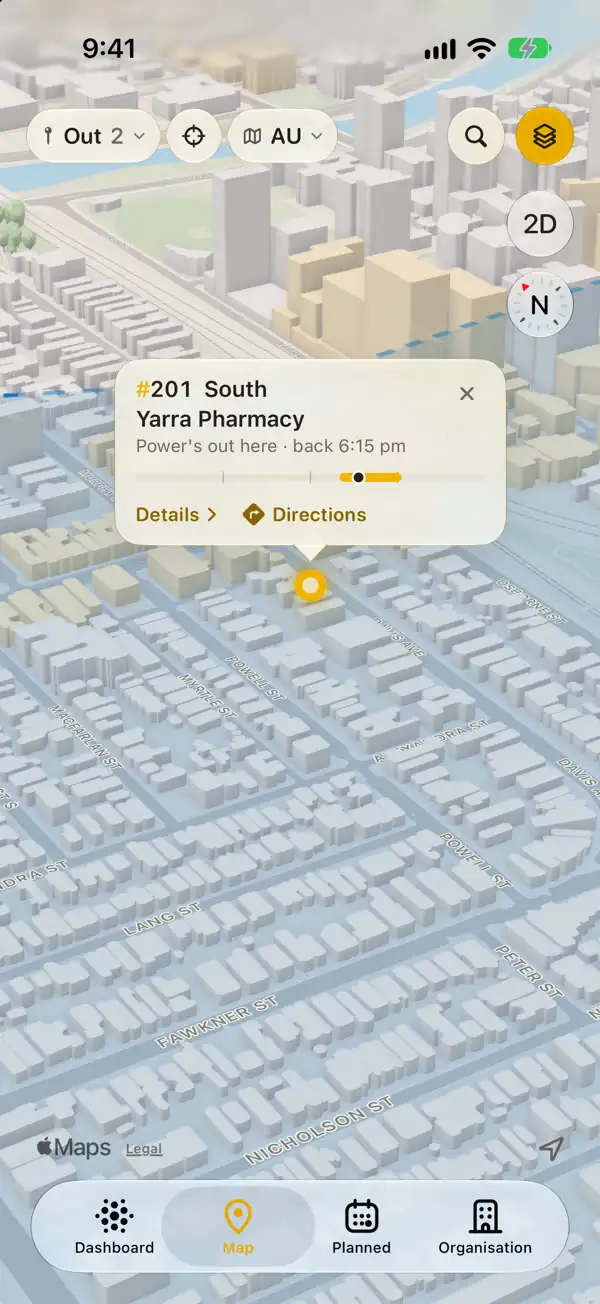 9:41
Out 2
AU
2D
N
#201 South
Yarra Pharmacy
Power's out here · back 6:15 pm
Details
Directions
OSBORNE ST
POWELL ST
MYRTLE ST
MACFARLAN ST
DAVIS AVE
POWELL ST
LANG ST
PETER ST
FAWKNER ST
NICHOLSON ST
Maps Legal
Dashboard
Map
Planned
Organisation